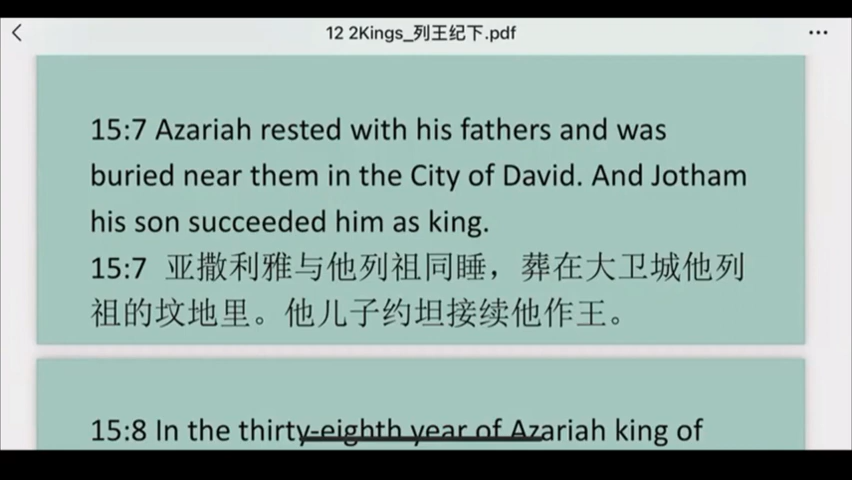 12 2Kings_列王纪下.pdf
15:7 Azariah rested with his fathers and was
buried near them in the City of David. And Jotham
his son succeeded him as king.
15:7 亚撒利雅与他列祖同睡，葬在大卫城他列
祖的坟地里。他儿子约坦接续他作王。
15:8 In the thirty-eighth year of Azariah king of